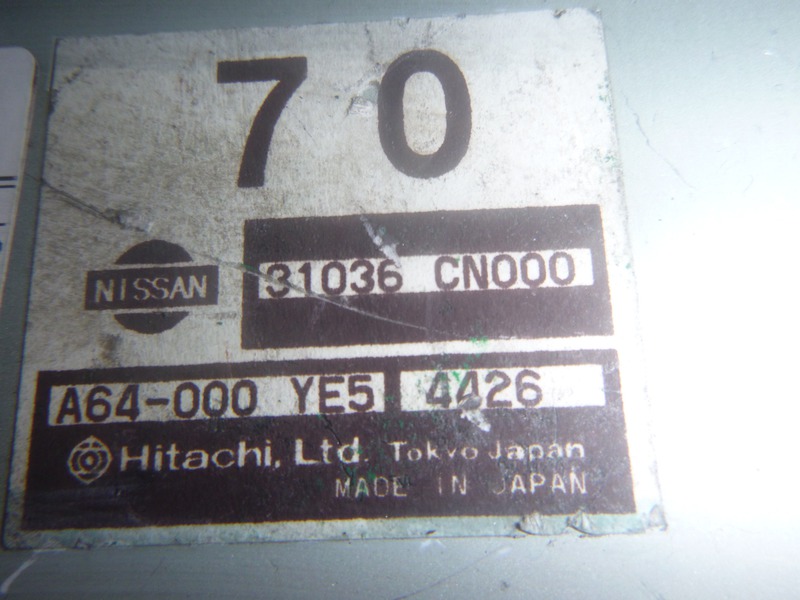 70
NISSAN
31036 CN000
A64-000 YE5 4426
Hitachi, Ltd. Tokyo Japan
MADE IN JAPAN